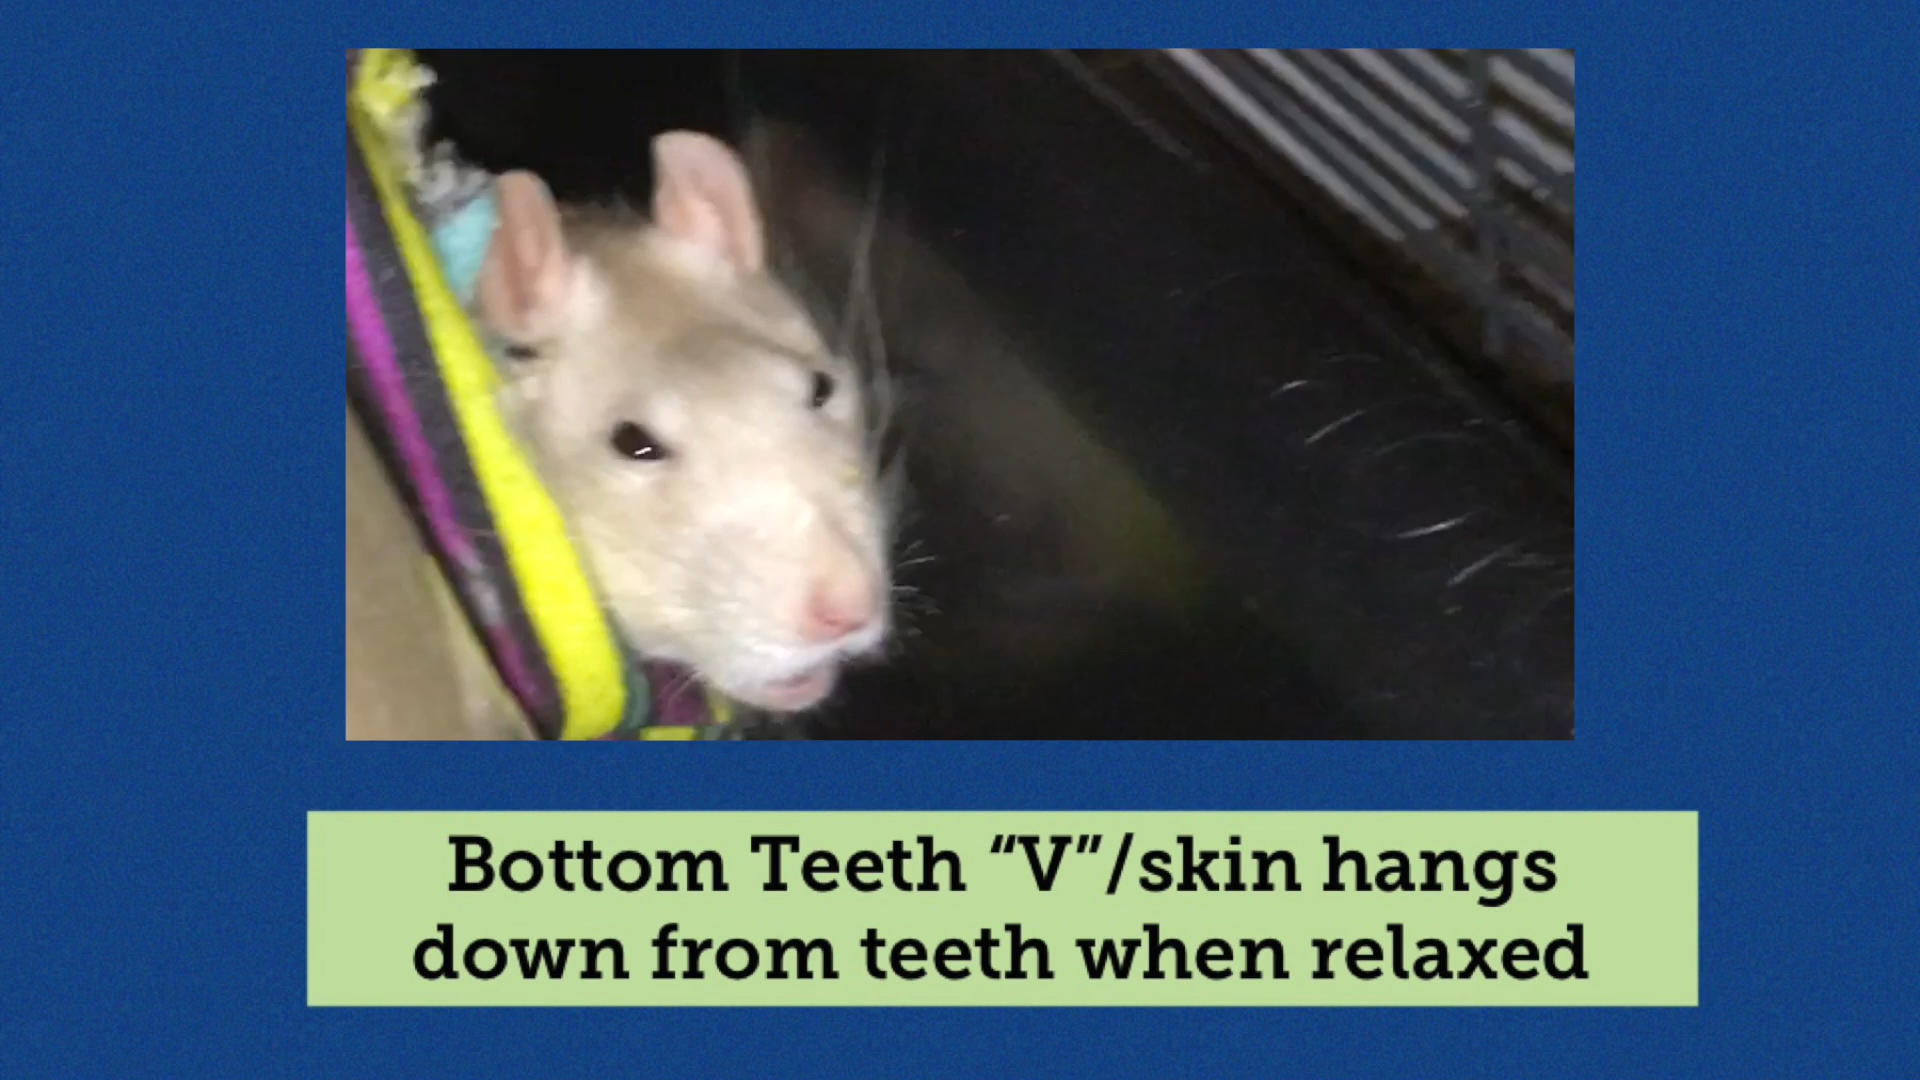 Bottom Teeth “V”/skin hangs
down from teeth when relaxed